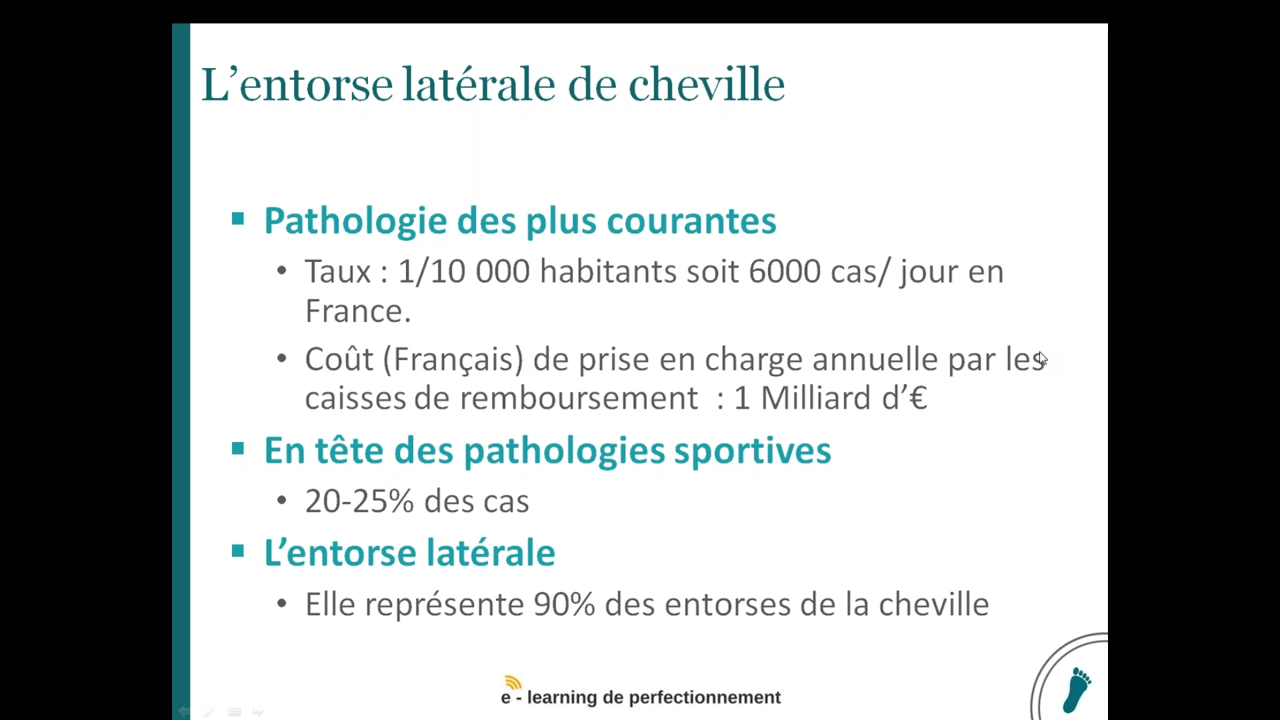 L’entorse latérale de cheville
▪ Pathologie des plus courantes
• Taux : 1/10 000 habitants soit 6000 cas/ jour en
France.
• Coût (Français) de prise en charge annuelle par les
caisses de remboursement : 1 Milliard d’€
▪ En tête des pathologies sportives
• 20-25% des cas
▪ L’entorse latérale
• Elle représente 90% des entorses de la cheville
e - learning de perfectionnement